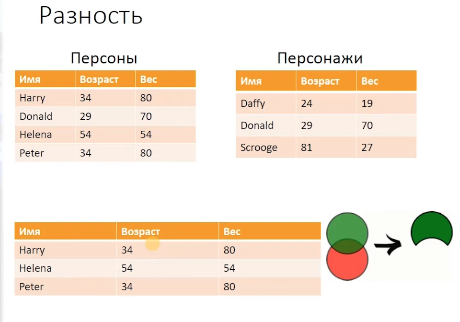 Разность
Персоны
Имя Возраст Вес
Harry 34 80
Donald 29 70
Helena 54 54
Peter 34 80
Персонажи
Имя Возраст Вес
Daffy 24 19
Donald 29 70
Scrooge 81 27
Имя Возраст Вес
Harry 34 80
Helena 54 54
Peter 34 80